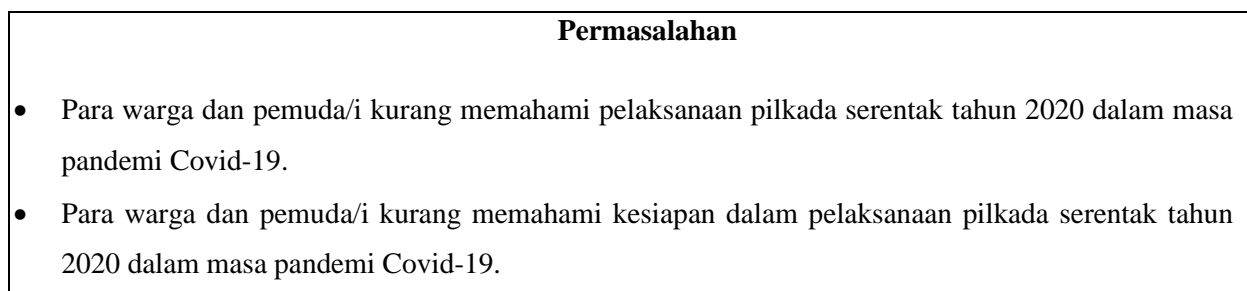 Permasalahan
• Para warga dan pemuda/i kurang memahami pelaksanaan pilkada serentak tahun 2020 dalam masa
pandemi Covid-19.
• Para warga dan pemuda/i kurang memahami kesiapan dalam pelaksanaan pilkada serentak tahun
2020 dalam masa pandemi Covid-19.